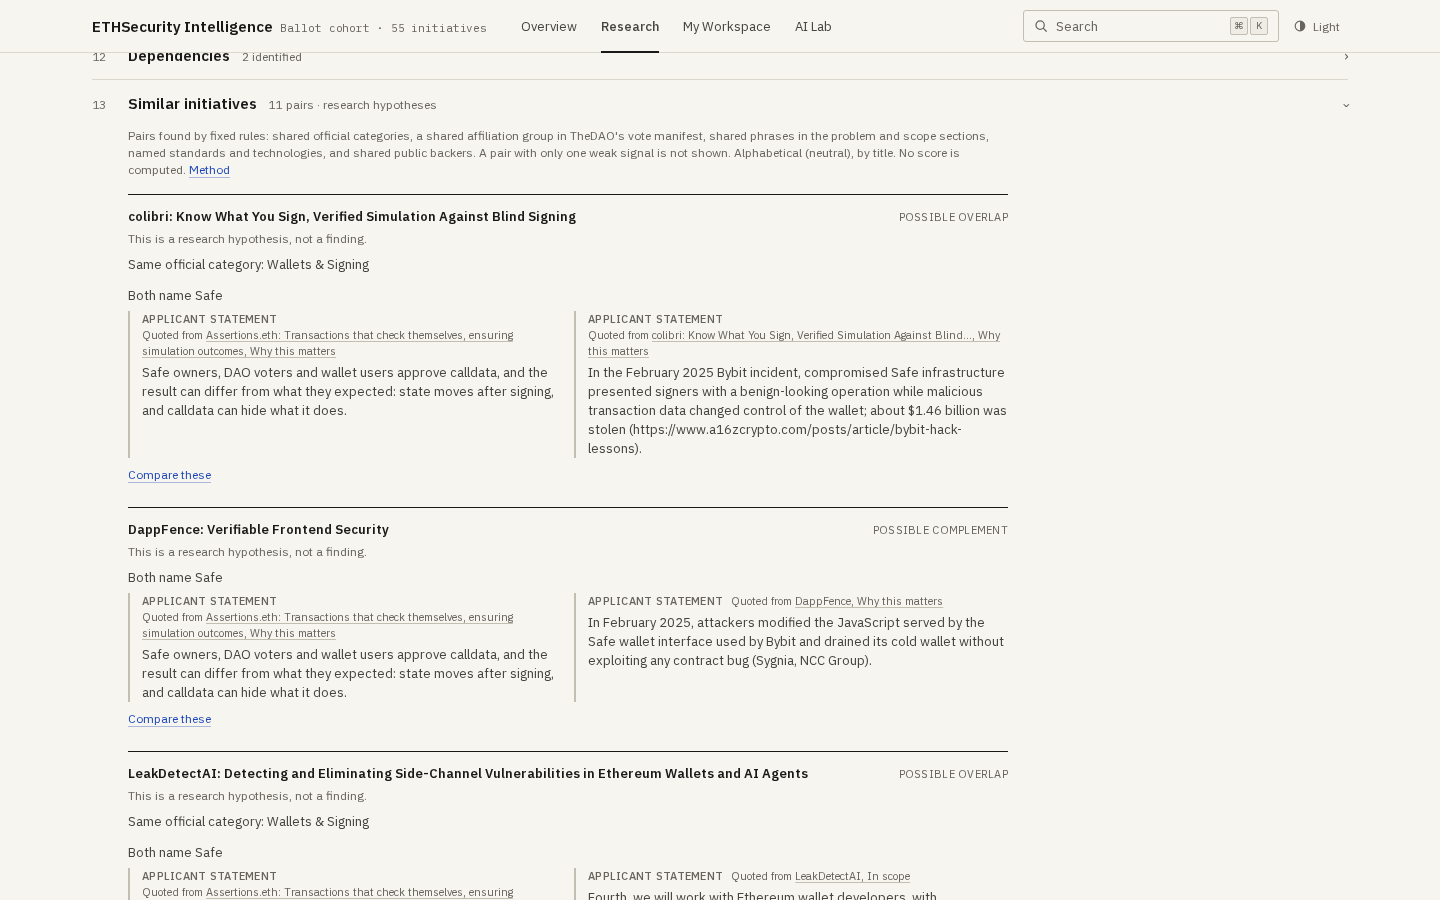 ETHSecurity Intelligence Ballot cohort · 55 initiatives Overview Research My Workspace AI Lab Search ⌘ K Light
12 Dependencies 2 identified
13 Similar initiatives 11 pairs · research hypotheses
Pairs found by fixed rules: shared official categories, a shared affiliation group in TheDAO's vote manifest, shared phrases in the problem and scope sections,
named standards and technologies, and shared public backers. A pair with only one weak signal is not shown. Alphabetical (neutral), by title. No score is
computed. Method
colibri: Know What You Sign, Verified Simulation Against Blind Signing POSSIBLE OVERLAP
This is a research hypothesis, not a finding.
Same official category: Wallets & Signing
Both name Safe
APPLICANT STATEMENT
Quoted from Assertions.eth: Transactions that check themselves, ensuring
simulation outcomes, Why this matters
Safe owners, DAO voters and wallet users approve calldata, and the
result can differ from what they expected: state moves after signing,
and calldata can hide what it does.
APPLICANT STATEMENT
Quoted from colibri: Know What You Sign, Verified Simulation Against Blind..., Why
this matters
In the February 2025 Bybit incident, compromised Safe infrastructure
presented signers with a benign-looking operation while malicious
transaction data changed control of the wallet; about $1.46 billion was
stolen (https://www.a16zcrypto.com/posts/article/bybit-hack-
lessons).
Compare these
DappFence: Verifiable Frontend Security POSSIBLE COMPLEMENT
This is a research hypothesis, not a finding.
Both name Safe
APPLICANT STATEMENT
Quoted from Assertions.eth: Transactions that check themselves, ensuring
simulation outcomes, Why this matters
Safe owners, DAO voters and wallet users approve calldata, and the
result can differ from what they expected: state moves after signing,
and calldata can hide what it does.
APPLICANT STATEMENT Quoted from DappFence, Why this matters
In February 2025, attackers modified the JavaScript served by the
Safe wallet interface used by Bybit and drained its cold wallet without
exploiting any contract bug (Sygnia, NCC Group).
Compare these
LeakDetectAI: Detecting and Eliminating Side-Channel Vulnerabilities in Ethereum Wallets and AI Agents POSSIBLE OVERLAP
This is a research hypothesis, not a finding.
Same official category: Wallets & Signing
Both name Safe
APPLICANT STATEMENT
Quoted from Assertions.eth: Transactions that check themselves, ensuring
APPLICANT STATEMENT Quoted from LeakDetectAI, In scope
Fourth, we will work with Ethereum wallet developers, with